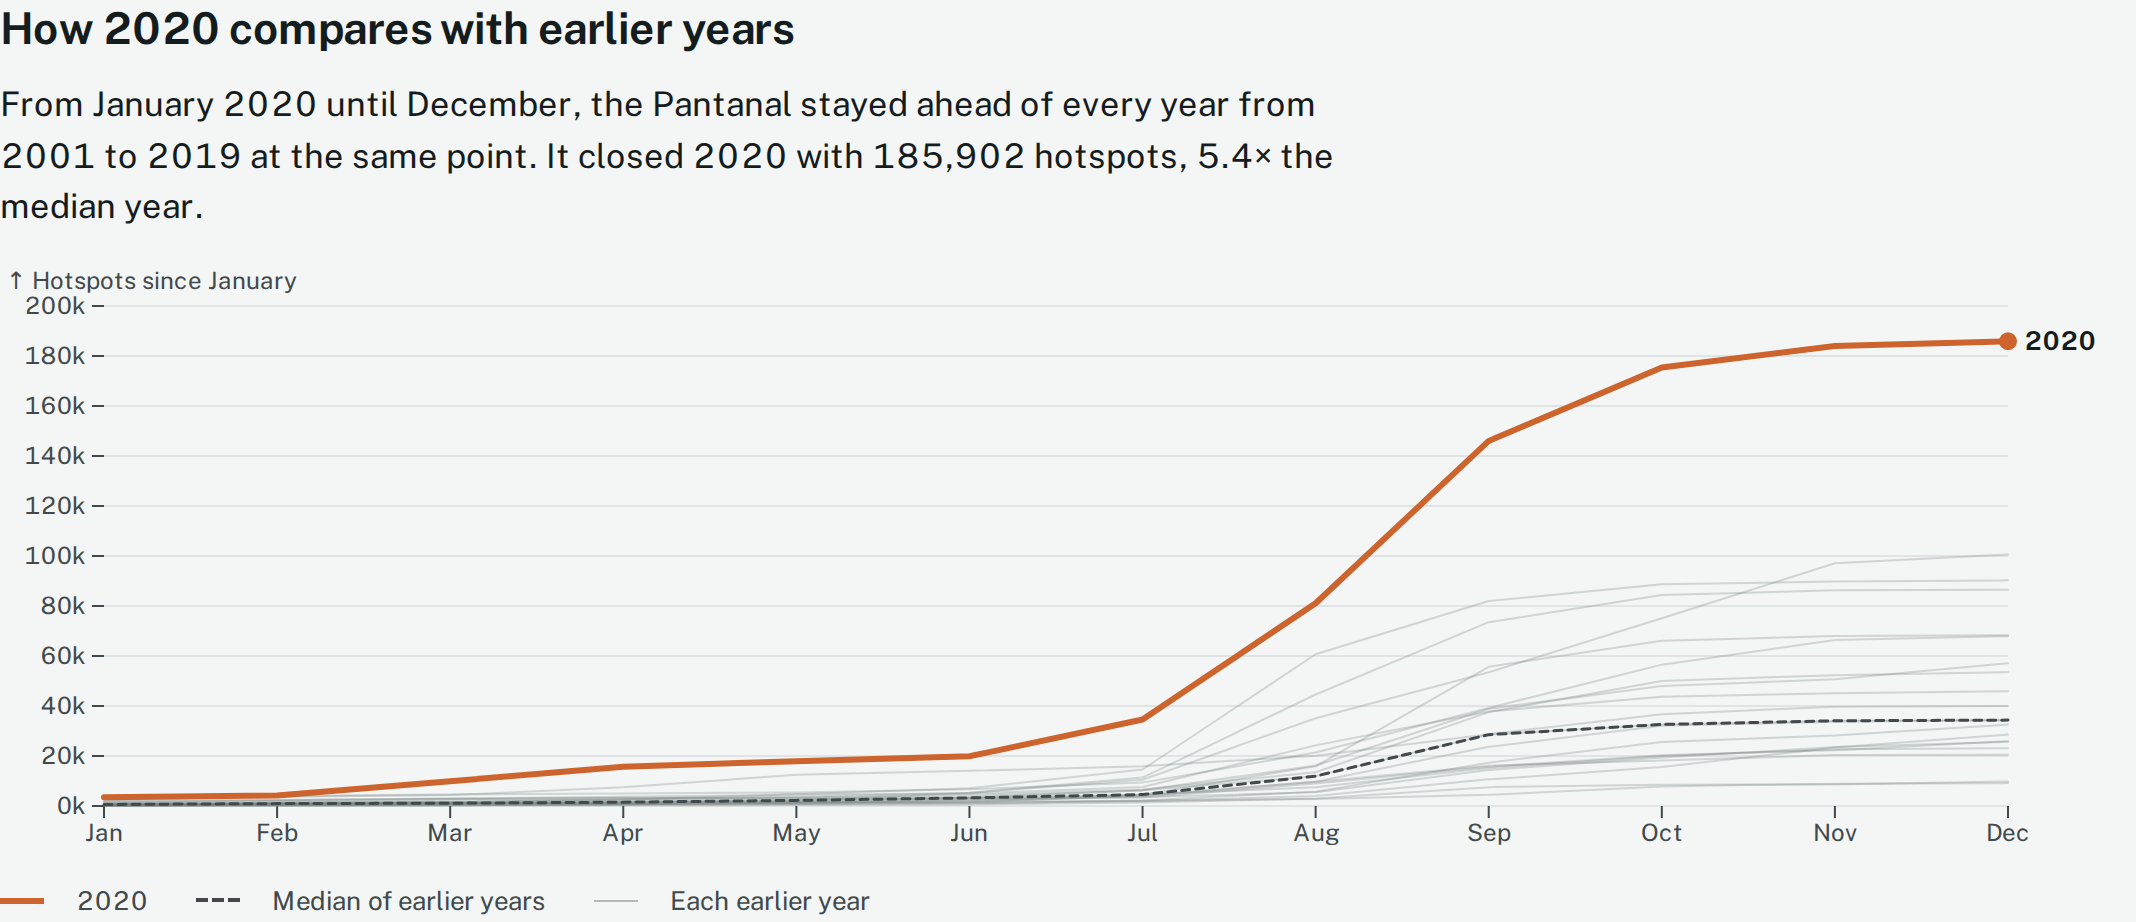 How 2020 compares with earlier years
From January 2020 until December, the Pantanal stayed ahead of every year from
2001 to 2019 at the same point. It closed 2020 with 185,902 hotspots, 5.4× the
median year.
↑ Hotspots since January
200k
180k
160k
140k
120k
100k
80k
60k
40k
20k
0k
2020
Jan Feb Mar Apr May Jun Jul Aug Sep Oct Nov Dec
2020 Median of earlier years Each earlier year